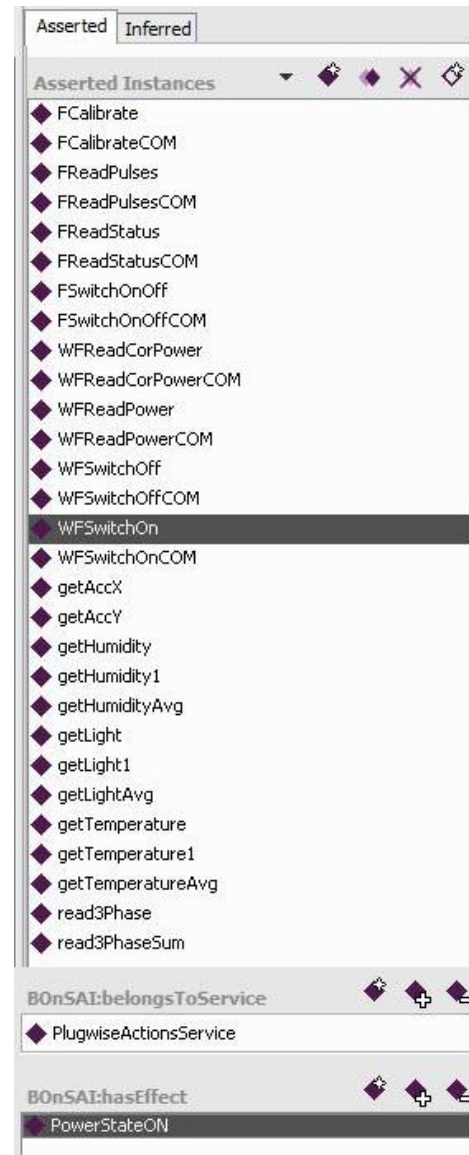 Asserted Inferred
Asserted Instances
FCalibrate
FCalibrateCOM
FReadPulses
FReadPulsesCOM
FReadStatus
FReadStatusCOM
FSwitchOnOff
FSwitchOnOffCOM
WFReadCorPower
WFReadCorPowerCOM
WFReadPower
WFReadPowerCOM
WFSwitchOff
WFSwitchOffCOM
WFSwitchOn
WFSwitchOnCOM
getAccX
getAccY
getHumidity
getHumidity1
getHumidityAvg
getLight
getLight1
getLightAvg
getTemperature
getTemperature1
getTemperatureAvg
read3Phase
read3PhaseSum
BOnSAI:belongsToService
PlugwiseActionsService
BOnSAI:hasEffect
PowerStateON